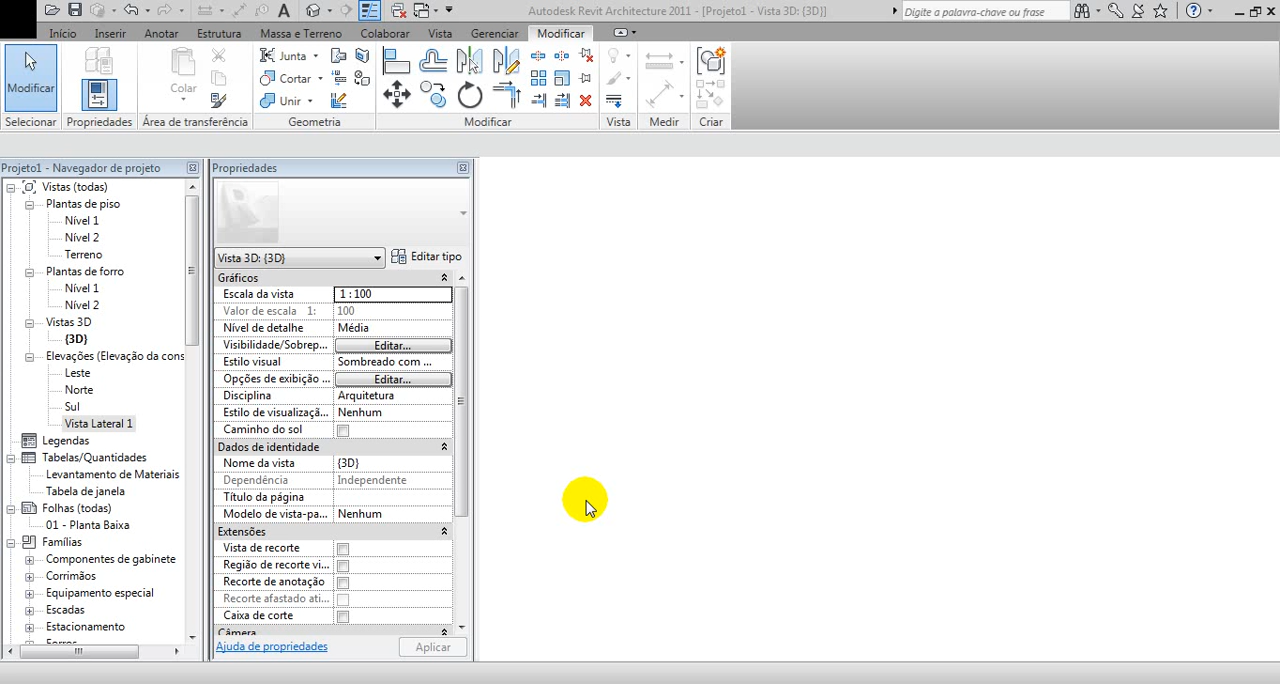 Autodesk Revit Architecture 2011 - [Projeto1 - Vista 3D: {3D}]
Digite a palavra-chave ou frase
Início Inserir Anotar Estrutura Massa e Terreno Colaborar Vista Gerenciar Modificar
Modificar
Colar
Junta
Cortar
Unir
Selecionar Propriedades Área de transferência Geometria Modificar Vista Medir Criar
Projeto1 - Navegador de projeto
Vistas (todas)
Plantas de piso
Nível 1
Nível 2
Terreno
Plantas de forro
Nível 1
Nível 2
Vistas 3D
{3D}
Elevações (Elevação da cons
Leste
Norte
Sul
Vista Lateral 1
Legendas
Tabelas/Quantidades
Levantamento de Materiais
Tabela de janela
Folhas (todas)
01 - Planta Baixa
Famílias
Componentes de gabinete
Corrimãos
Equipamento especial
Escadas
Estacionamento
Forros
Propriedades
Vista 3D: {3D} Editar tipo
Gráficos
Escala da vista 1 : 100
Valor de escala 1: 100
Nível de detalhe Média
Visibilidade/Sobrep... Editar...
Estilo visual Sombreado com ...
Opções de exibição ... Editar...
Disciplina Arquitetura
Estilo de visualizaçã... Nenhum
Caminho do sol
Dados de identidade
Nome da vista {3D}
Dependência Independente
Título da página
Modelo de vista-pa... Nenhum
Extensões
Vista de recorte
Região de recorte vi...
Recorte de anotação
Recorte afastado ati...
Caixa de corte
Câmera
Ajuda de propriedades Aplicar